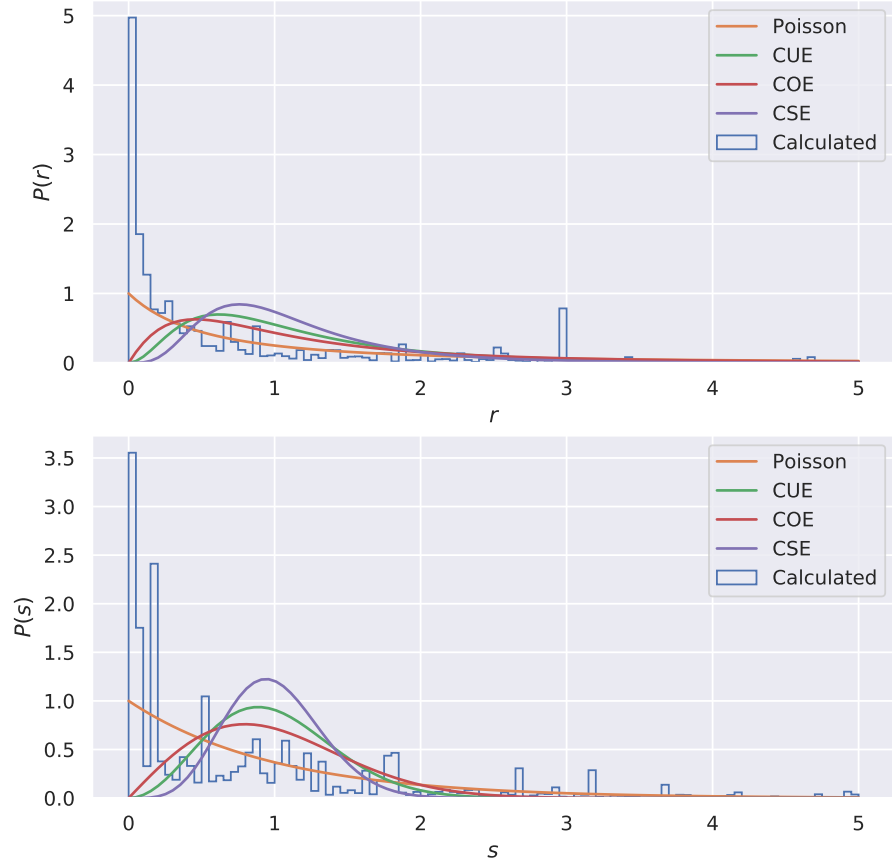 5
4
3
2
1
0
P(r)
0 1 2 3 4 5
r
Poisson
CUE
COE
CSE
Calculated
3.5
3.0
2.5
2.0
1.5
1.0
0.5
0.0
P(s)
0 1 2 3 4 5
s
Poisson
CUE
COE
CSE
Calculated